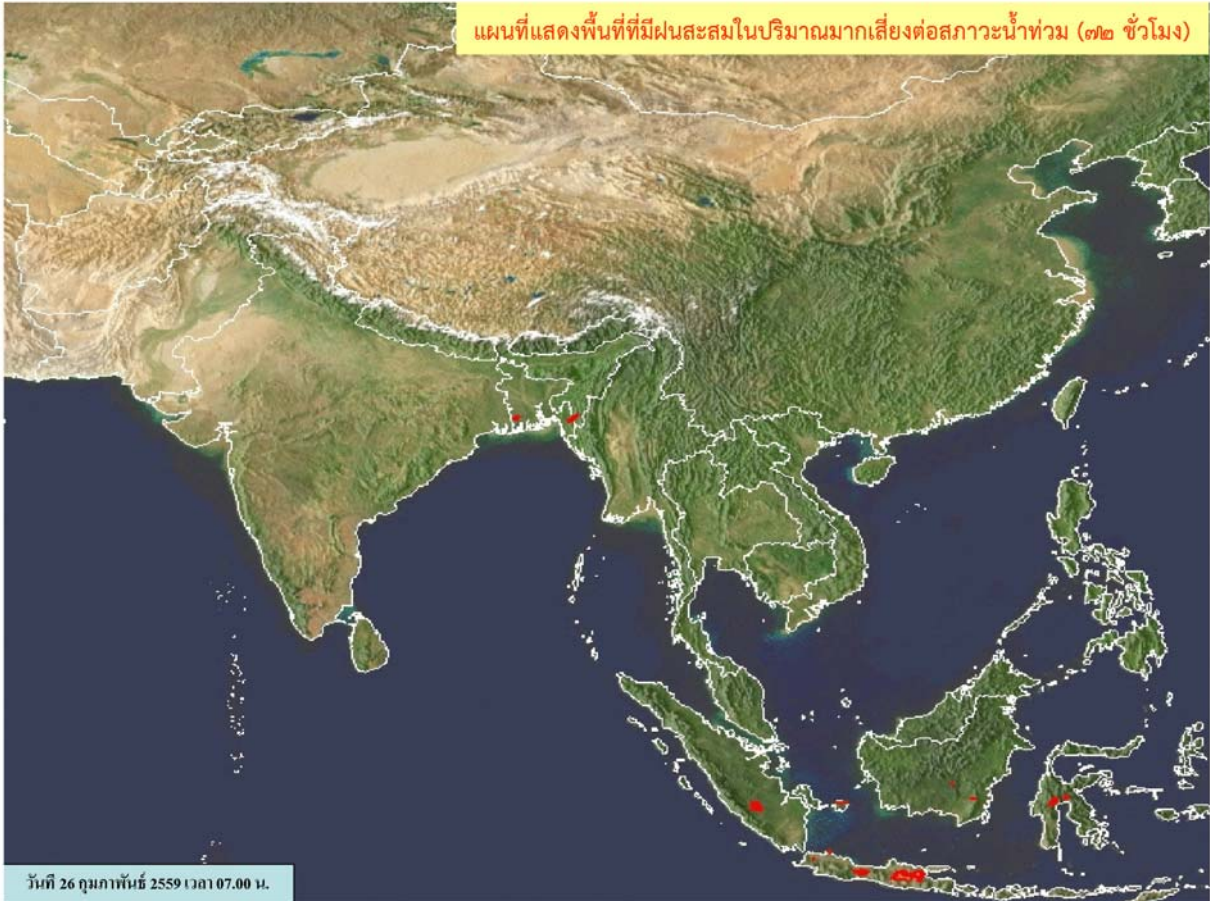 แผนที่แสดงพื้นที่ที่มีฝนสะสมในปริมาณมากเสี่ยงต่อสภาวะน้ำท่วม (๗๒ ชั่วโมง)
วันที่ 26 กุมภาพันธ์ 2559 เวลา 07.00 น.